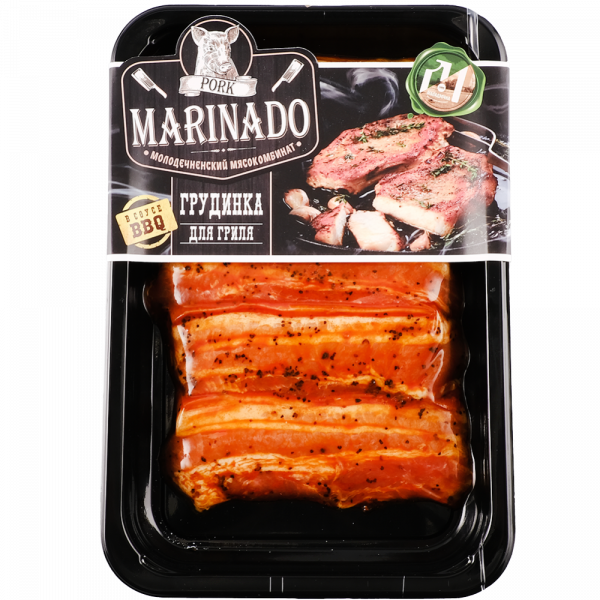 PORK
MARINADO
МОЛОДЕЧНЕНСКИЙ МЯСОКОМБИНАТ
В СОУСЕ
BBQ
ГРУДИНКА
ДЛЯ ГРИЛЯ